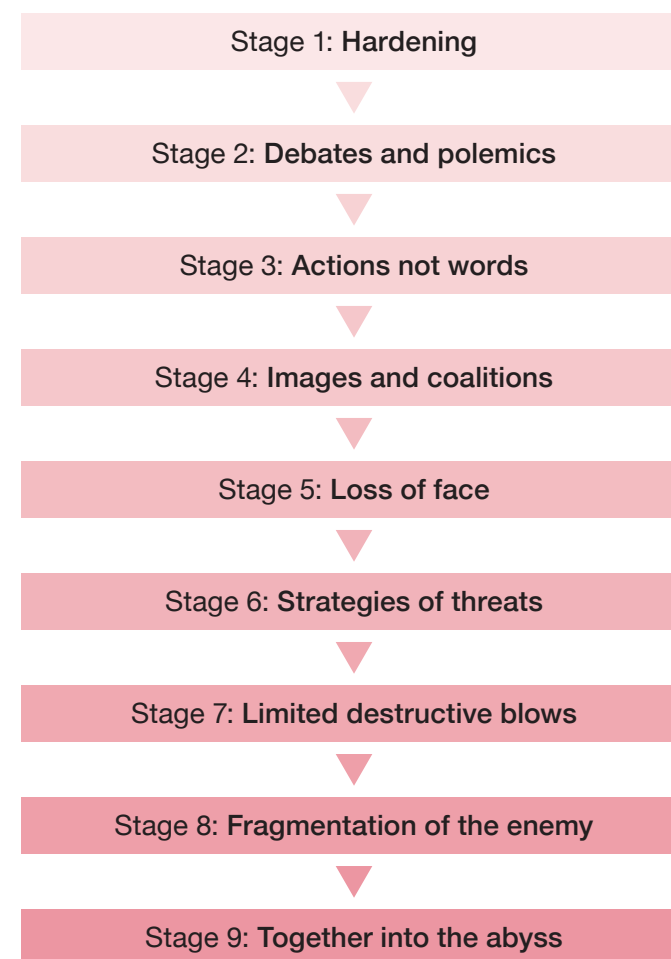 Stage 1: Hardening
Stage 2: Debates and polemics
Stage 3: Actions not words
Stage 4: Images and coalitions
Stage 5: Loss of face
Stage 6: Strategies of threats
Stage 7: Limited destructive blows
Stage 8: Fragmentation of the enemy
Stage 9: Together into the abyss